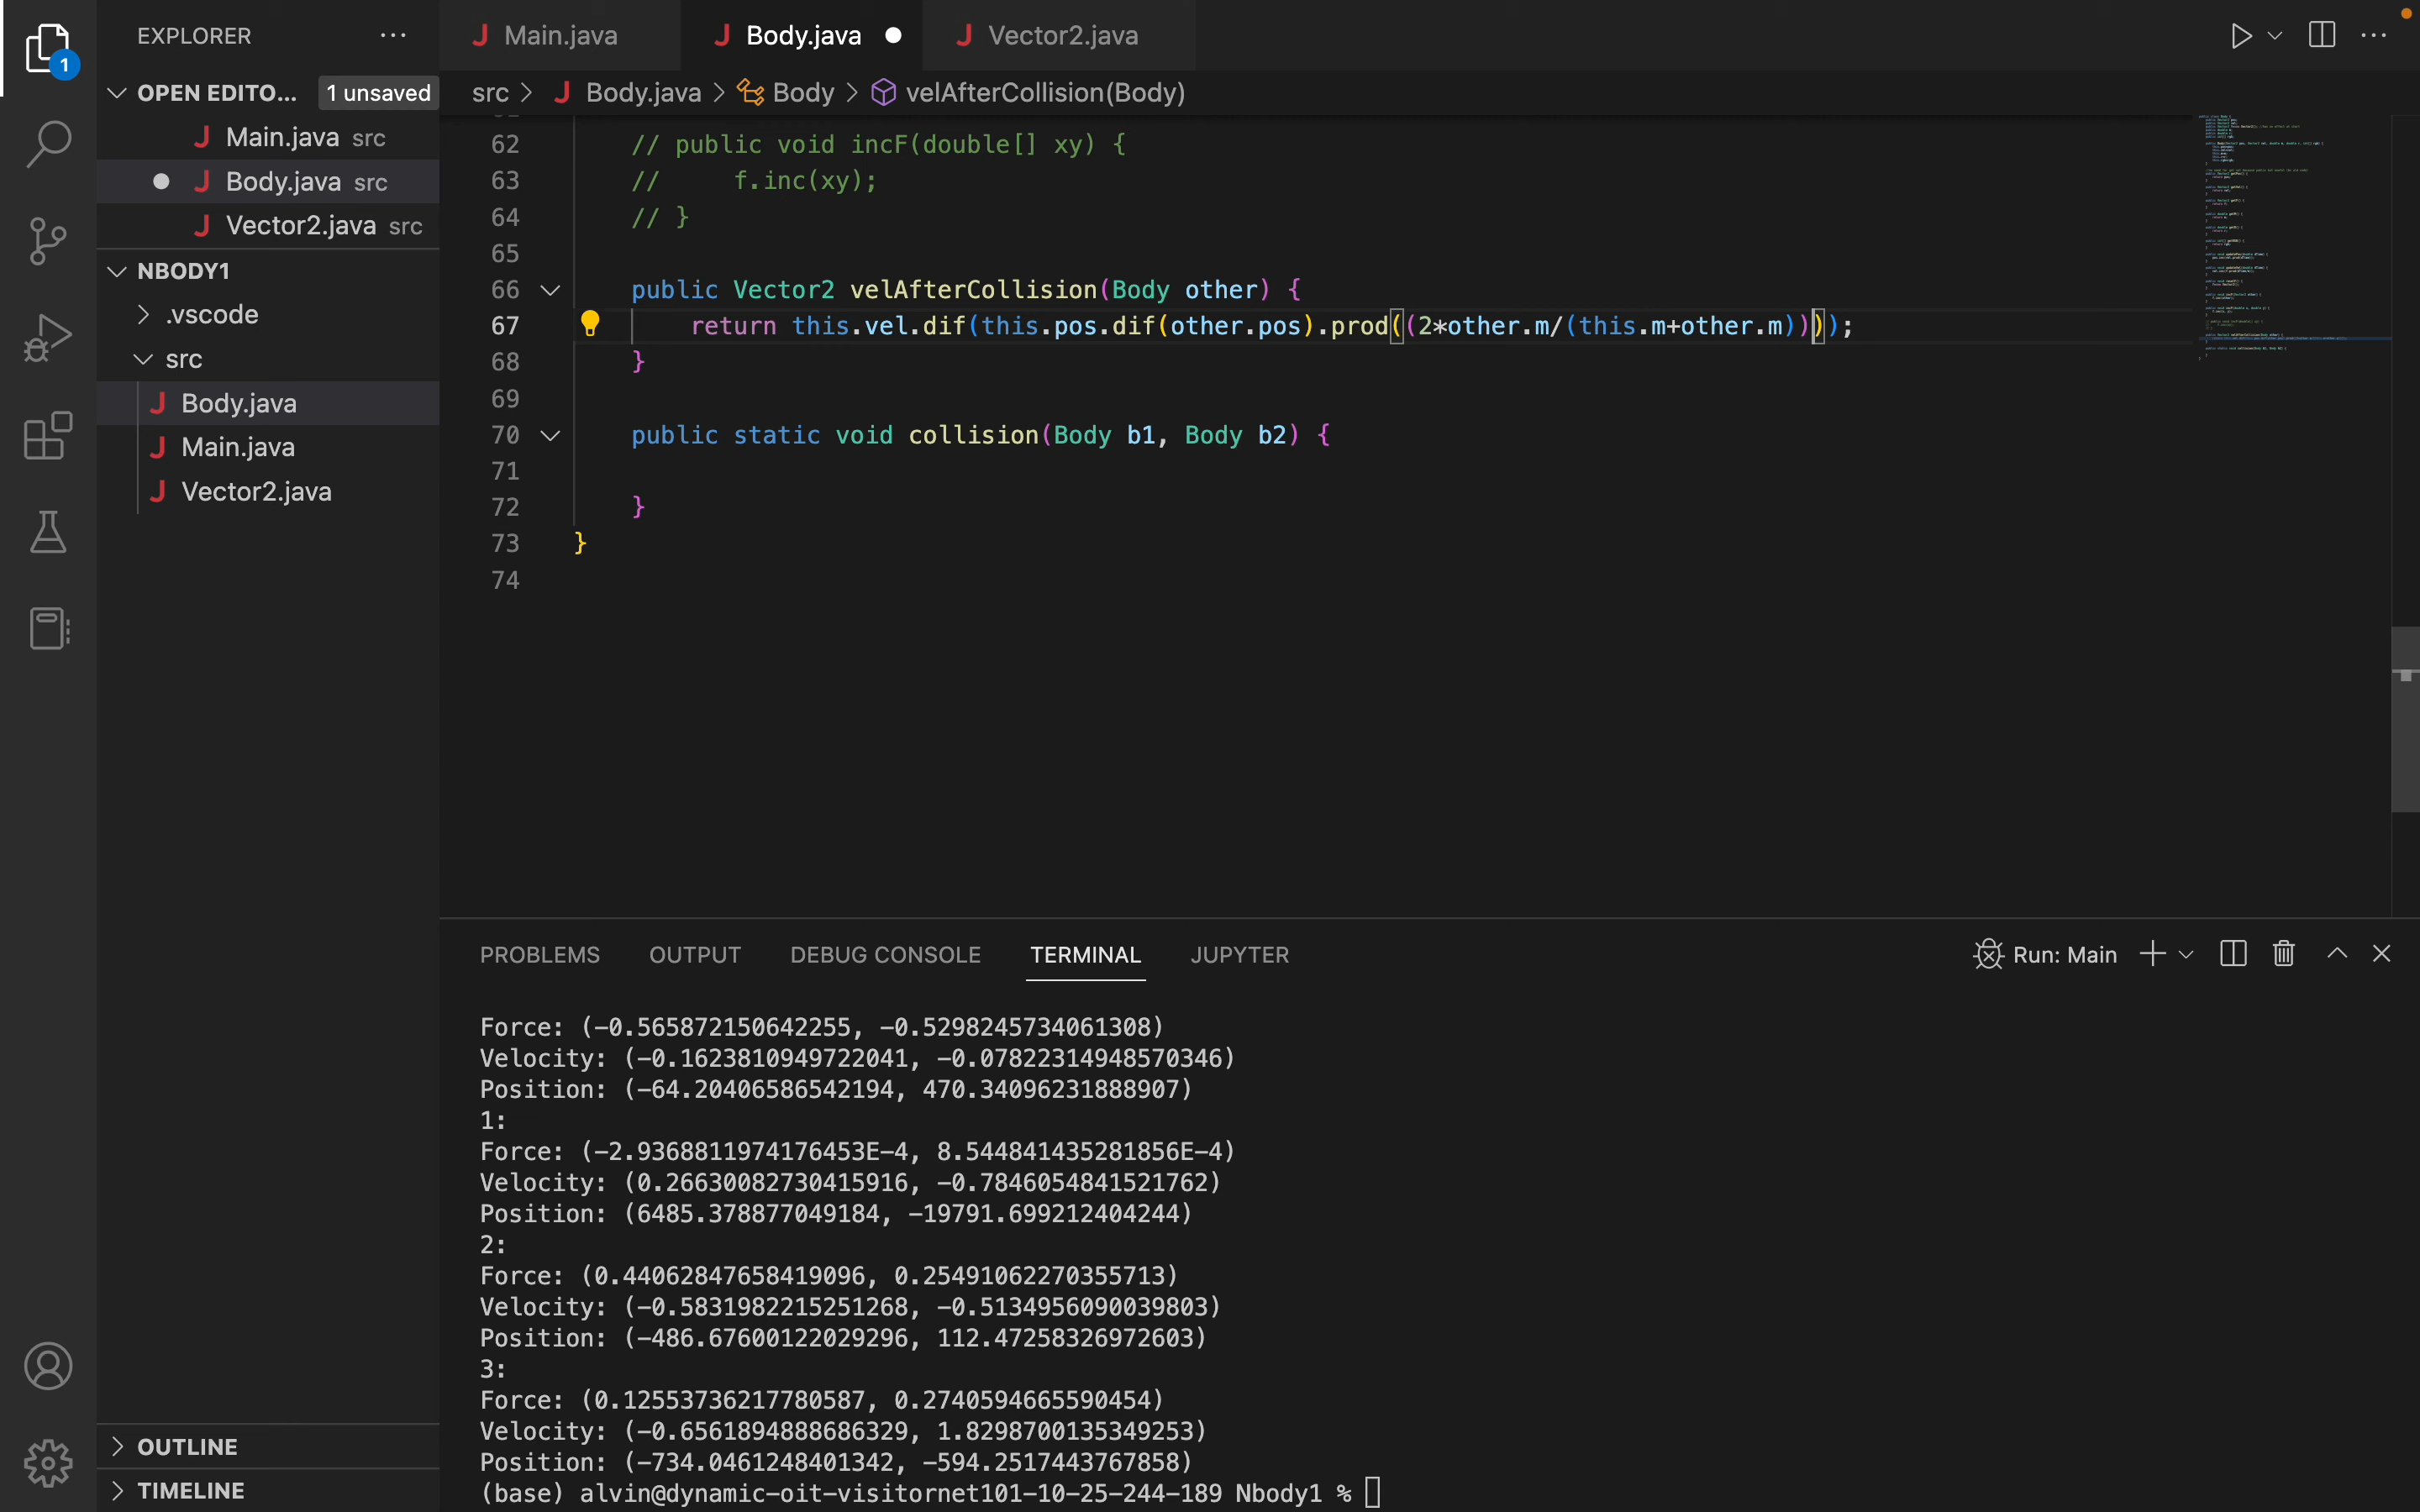 EXPLORER
OPEN EDITO... 1 unsaved
Main.java src
Body.java src
Vector2.java src
NBODY1
.vscode
src
Body.java
Main.java
Vector2.java
OUTLINE
TIMELINE
1
Main.java Body.java Vector2.java
src > Body.java > Body > velAfterCollision(Body)
62 // public void incF(double[] xy) {
63 //     f.inc(xy);
64 // }
65
66 public Vector2 velAfterCollision(Body other) {
67     return this.vel.dif(this.pos.dif(other.pos).prod((2*other.m/(this.m+other.m))));
68 }
69
70 public static void collision(Body b1, Body b2) {
71
72 }
73 }
74
PROBLEMS OUTPUT DEBUG CONSOLE TERMINAL JUPYTER Run: Main
Force: (-0.565872150642255, -0.5298245734061308)
Velocity: (-0.1623810949722041, -0.07822314948570346)
Position: (-64.20406586542194, 470.34096231888907)
1:
Force: (-2.9368811974176453E-4, 8.544841435281856E-4)
Velocity: (0.26630082730415916, -0.7846054841521762)
Position: (6485.378877049184, -19791.699212404244)
2:
Force: (0.44062847658419096, 0.25491062270355713)
Velocity: (-0.5831982215251268, -0.5134956090039803)
Position: (-486.67600122029296, 112.47258326972603)
3:
Force: (0.12553736217780587, 0.2740594665590454)
Velocity: (-0.6561894888686329, 1.8298700135349253)
Position: (-734.0461248401342, -594.2517443767858)
(base) alvin@dynamic-oit-visitornet101-10-25-244-189 Nbody1 %